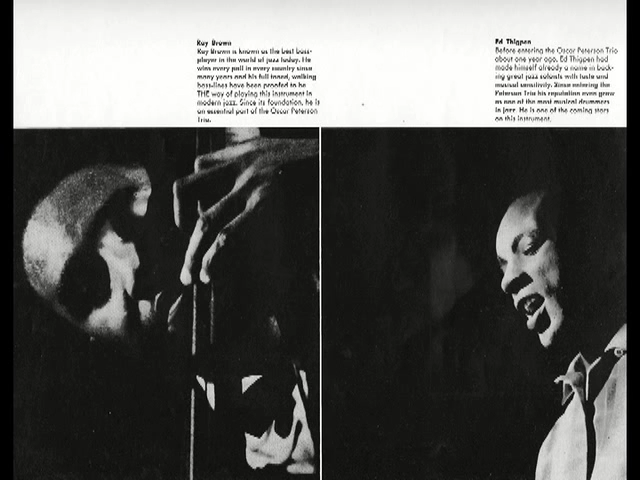 Ray Brown
Ray Brown is known as the best bass-
player in the world of jazz today. He
wins every poll in every country since
many years and his full toned, walking
bass-lines have been proofed to be
THE way of playing this instrument in
modern jazz. Since its foundation, he is
an essential part of the Oscar Peterson
Trio.
Ed Thigpen
Before entering the Oscar Peterson Trio
about one year ago, Ed Thigpen had
made himself already a name in back-
ing great jazz soloists with taste and
musical sensitivity. Since entering the
Peterson Trio his reputation even grew
as one of the most musical drummers
in jazz. He is one of the coming stars
on this instrument.